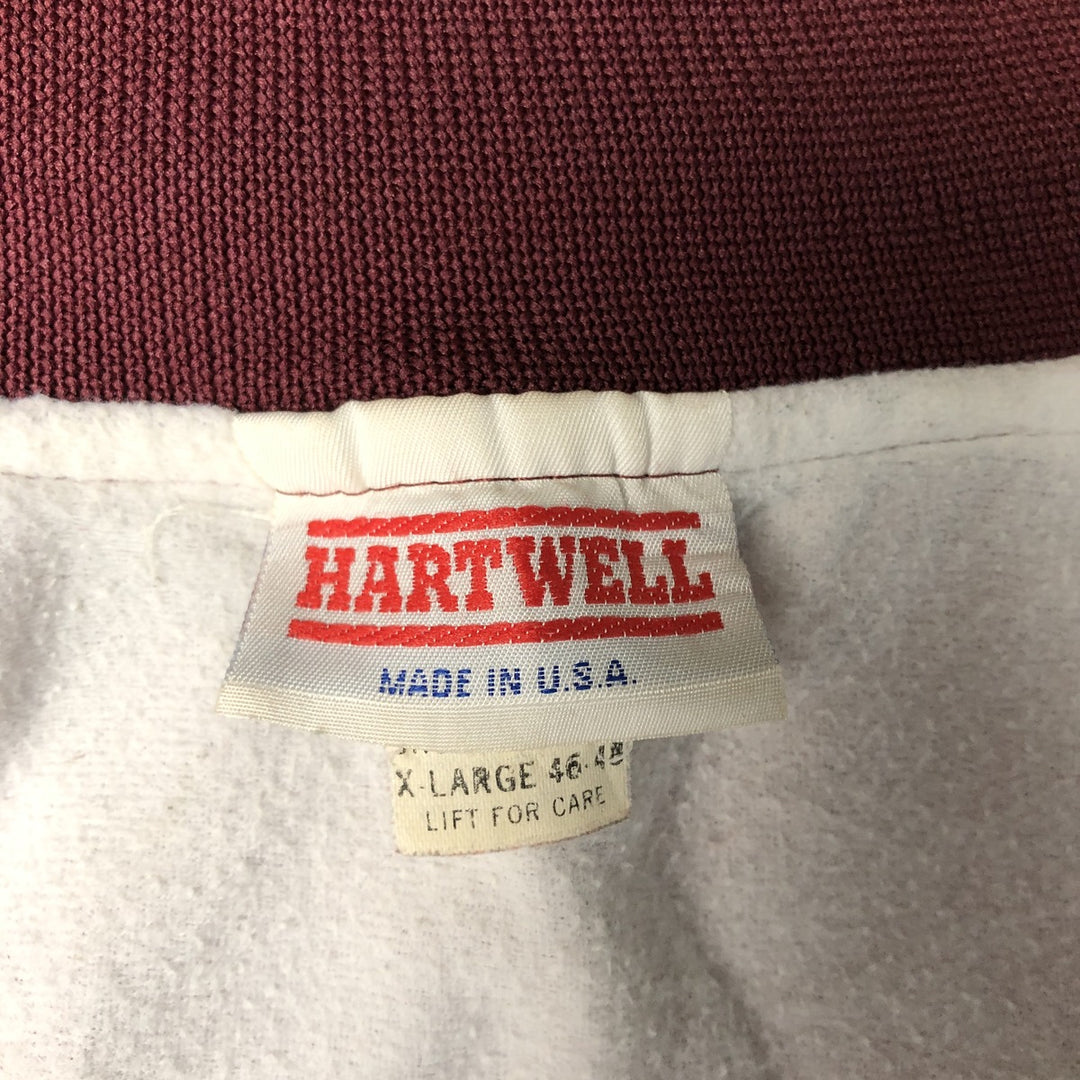 HARTWELL
MADE IN U.S.A.
X-LARGE 46-48
LIFT FOR CARE